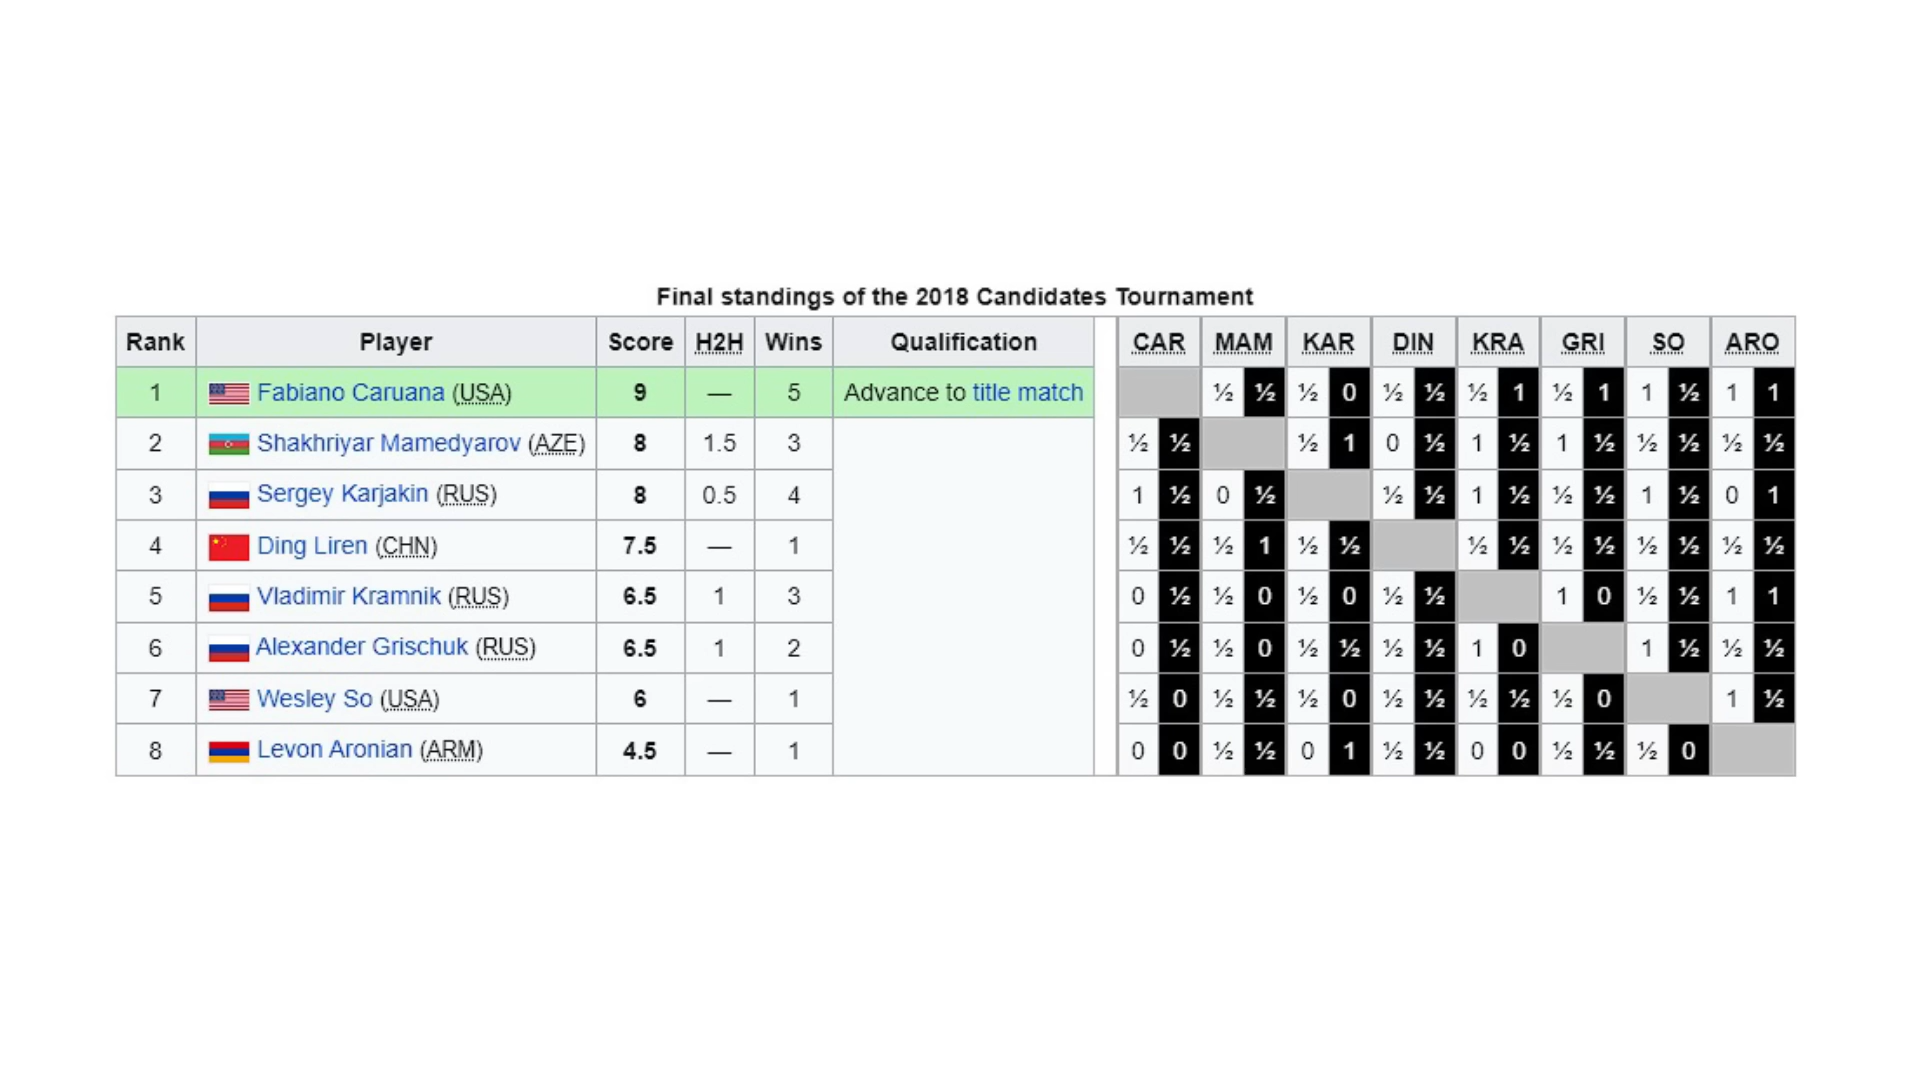 Final standings of the 2018 Candidates Tournament
Rank Player Score H2H Wins Qualification CAR MAM KAR DIN KRA GRI SO ARO
1 Fabiano Caruana (USA) 9 — 5 Advance to title match ½ ½ ½ 0 ½ ½ ½ 1 ½ 1 1 ½ 1 1
2 Shakhriyar Mamedyarov (AZE) 8 1.5 3 ½ ½ ½ 1 0 ½ 1 ½ 1 ½ ½ ½ ½ ½
3 Sergey Karjakin (RUS) 8 0.5 4 1 ½ 0 ½ ½ ½ 1 ½ ½ ½ 1 ½ 0 1
4 Ding Liren (CHN) 7.5 — 1 ½ ½ ½ 1 ½ ½ ½ ½ ½ ½ ½ ½ ½ ½
5 Vladimir Kramnik (RUS) 6.5 1 3 0 ½ ½ 0 ½ 0 ½ ½ 1 0 ½ ½ 1 1
6 Alexander Grischuk (RUS) 6.5 1 2 0 ½ ½ 0 ½ ½ ½ ½ 1 0 1 ½ ½ ½
7 Wesley So (USA) 6 — 1 ½ 0 ½ ½ ½ 0 ½ ½ ½ ½ ½ 0 1 ½
8 Levon Aronian (ARM) 4.5 — 1 0 0 ½ ½ 0 1 ½ ½ 0 0 ½ ½ ½ 0